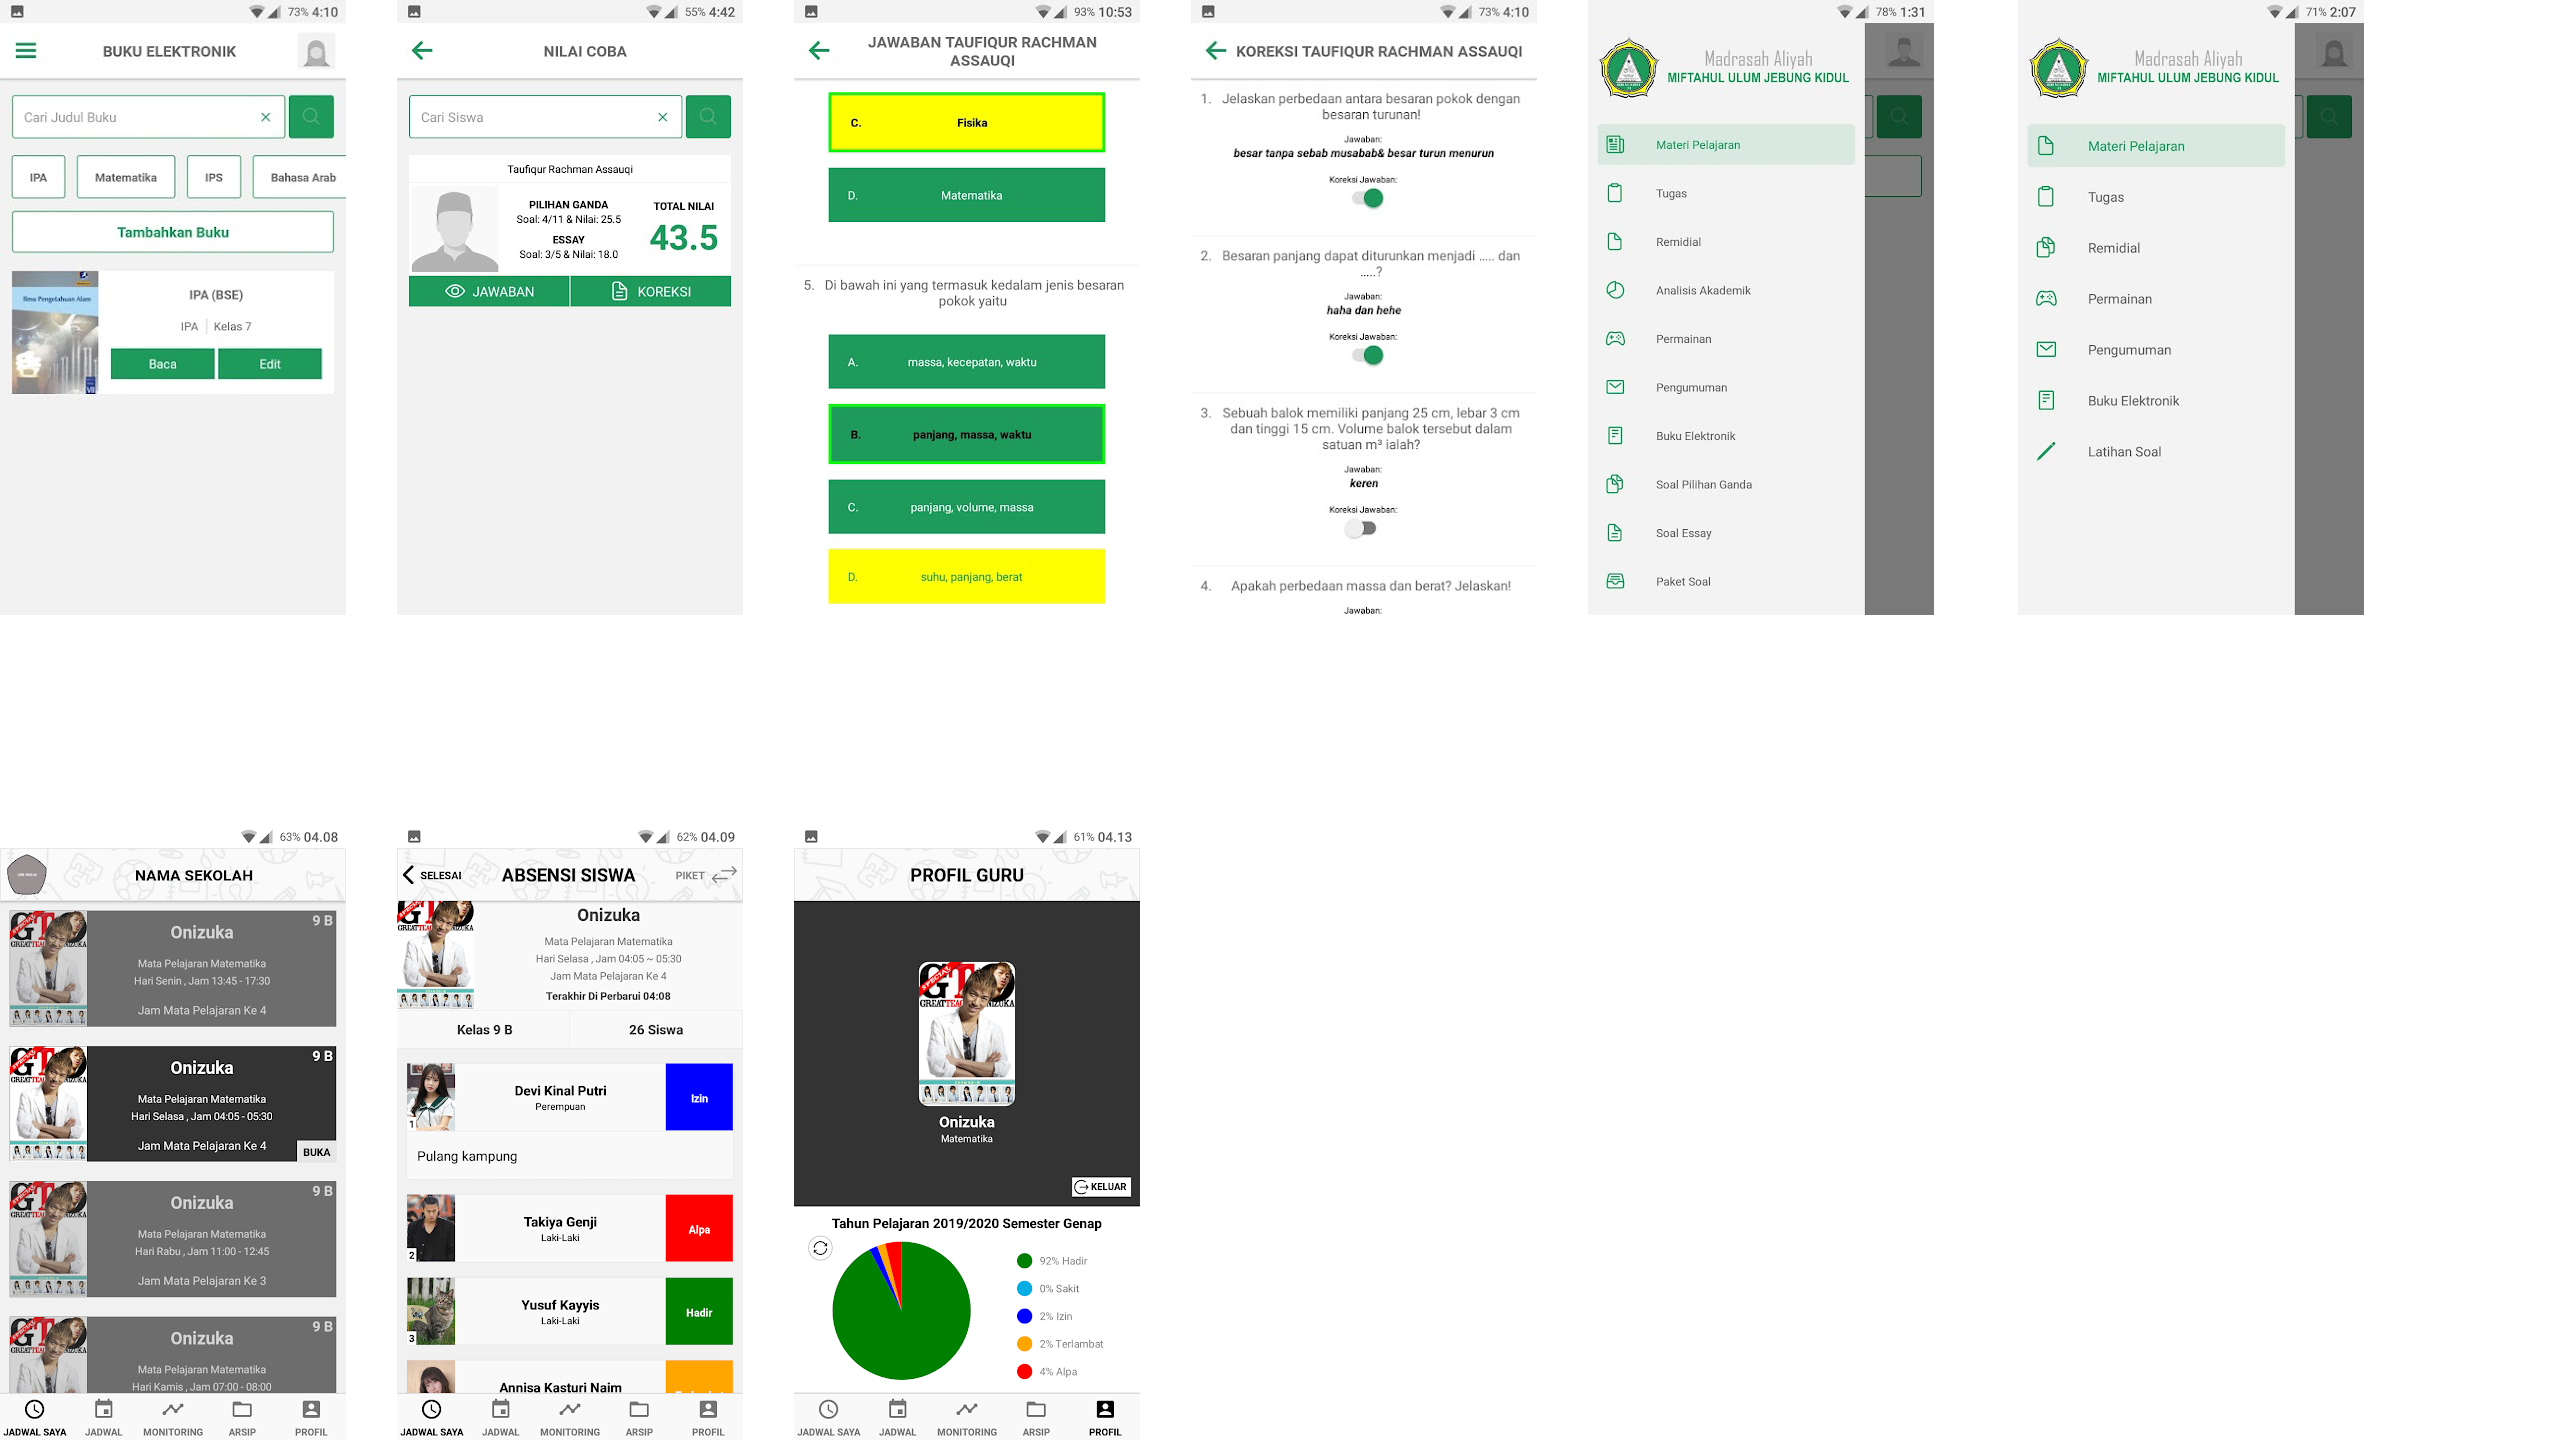 73% 4:10
BUKU ELEKTRONIK
Cari Judul Buku
IPA
Matematika
IPS
Bahasa Arab
Tambahkan Buku
Ilmu Pengetahuan Alam
VII
IPA (BSE)
IPA Kelas 7
Baca
Edit
55% 4:42
NILAI COBA
Cari Siswa
Taufiqur Rachman Assauqi
PILIHAN GANDA
Soal: 4/11 & Nilai: 25.5
ESSAY
Soal: 3/5 & Nilai: 18.0
TOTAL NILAI
43.5
JAWABAN
KOREKSI
93% 10:53
JAWABAN TAUFIQUR RACHMAN
ASSAUQI
C. Fisika
D. Matematika
5. Di bawah ini yang termasuk kedalam jenis besaran
pokok yaitu
A. massa, kecepatan, waktu
B. panjang, massa, waktu
C. panjang, volume, massa
D. suhu, panjang, berat
73% 4:10
KOREKSI TAUFIQUR RACHMAN ASSAUQI
1. Jelaskan perbedaan antara besaran pokok dengan
besaran turunan!
Jawaban:
besar tanpa sebab musabab& besar turun menurun
Koreksi Jawaban:
2. Besaran panjang dapat diturunkan menjadi ..... dan
.....?
Jawaban:
haha dan hehe
Koreksi Jawaban:
3. Sebuah balok memiliki panjang 25 cm, lebar 3 cm
dan tinggi 15 cm. Volume balok tersebut dalam
satuan m³ ialah?
Jawaban:
keren
Koreksi Jawaban:
4. Apakah perbedaan massa dan berat? Jelaskan!
Jawaban:
78% 1:31
Madrasah Aliyah
MIFTAHUL ULUM JEBUNG KIDUL
Materi Pelajaran
Tugas
Remidial
Analisis Akademik
Permainan
Pengumuman
Buku Elektronik
Soal Pilihan Ganda
Soal Essay
Paket Soal
71% 2:07
Madrasah Aliyah
MIFTAHUL ULUM JEBUNG KIDUL
Materi Pelajaran
Tugas
Remidial
Permainan
Pengumuman
Buku Elektronik
Latihan Soal
63% 04.08
NAMA SEKOLAH
9 B
Onizuka
Mata Pelajaran Matematika
Hari Senin , Jam 13:45 - 17:30
Jam Mata Pelajaran Ke 4
9 B
Onizuka
Mata Pelajaran Matematika
Hari Selasa , Jam 04:05 - 05:30
Jam Mata Pelajaran Ke 4
BUKA
9 B
Onizuka
Mata Pelajaran Matematika
Hari Rabu , Jam 11:00 - 12:45
Jam Mata Pelajaran Ke 3
9 B
Onizuka
Mata Pelajaran Matematika
Hari Kamis , Jam 07:00 - 08:00
JADWAL SAYA
JADWAL
MONITORING
ARSIP
PROFIL
62% 04.09
SELESAI
ABSENSI SISWA
PIKET
Onizuka
Mata Pelajaran Matematika
Hari Selasa , Jam 04:05 ~ 05:30
Jam Mata Pelajaran Ke 4
Terakhir Di Perbarui 04:08
Kelas 9 B
26 Siswa
1
Devi Kinal Putri
Perempuan
Izin
Pulang kampung
2
Takiya Genji
Laki-Laki
Alpa
3
Yusuf Kayyis
Laki-Laki
Hadir
Annisa Kasturi Naim
JADWAL SAYA
JADWAL
MONITORING
ARSIP
PROFIL
61% 04.13
PROFIL GURU
SPECIAL
GTO
Onizuka
Matematika
KELUAR
Tahun Pelajaran 2019/2020 Semester Genap
92% Hadir
0% Sakit
2% Izin
2% Terlambat
4% Alpa
JADWAL SAYA
JADWAL
MONITORING
ARSIP
PROFIL